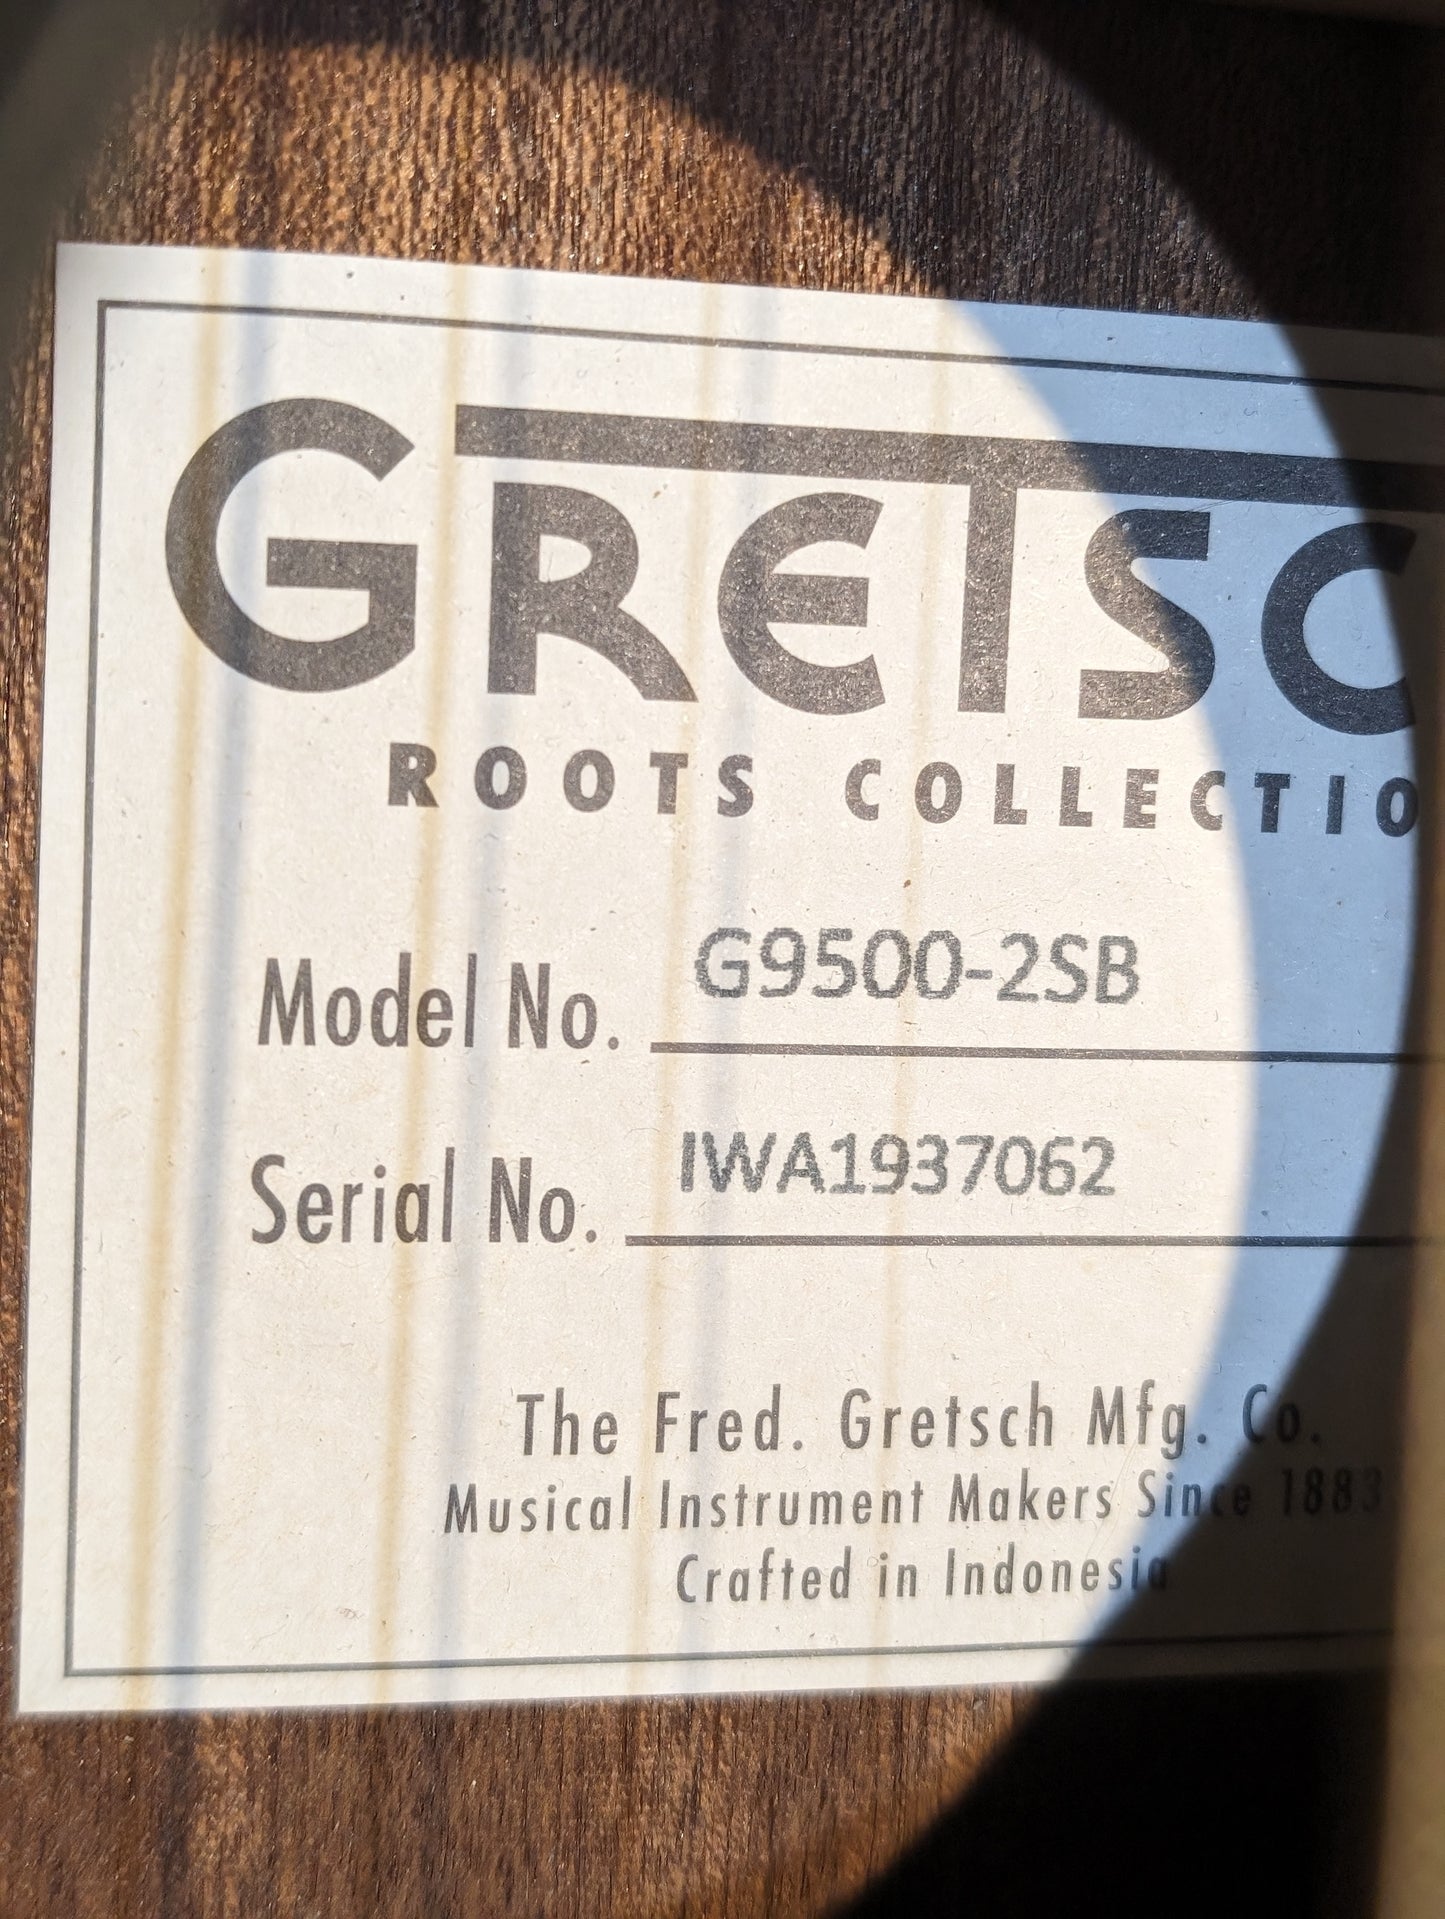 GRETSC
ROOTS COLLECTIO
Model No. G9500-2SB
Serial No. IWA1937062
The Fred. Gretsch Mfg. Co.
Musical Instrument Makers Since 1883
Crafted in Indonesia